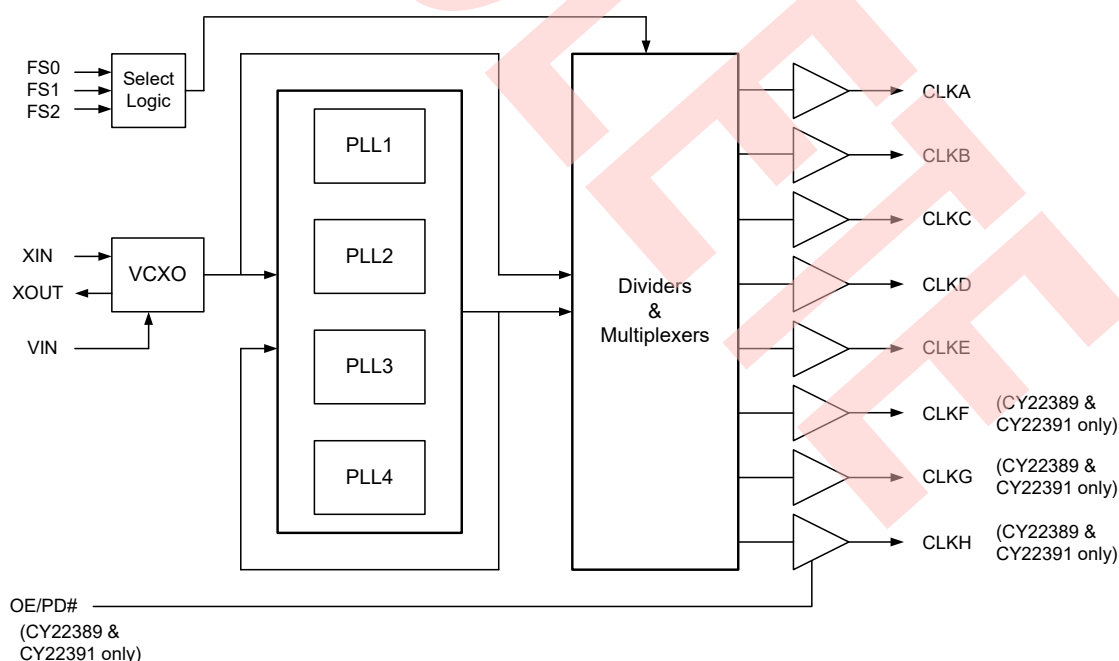 FS0
FS1
FS2
Select
Logic
XIN
XOUT
VIN
VCXO
PLL1
PLL2
PLL3
PLL4
Dividers
&
Multiplexers
CLKA
CLKB
CLKC
CLKD
CLKE
CLKF
(CY22389 &
CY22391 only)
CLKG
(CY22389 &
CY22391 only)
CLKH
(CY22389 &
CY22391 only)
OE/PD#
(CY22389 &
CY22391 only)